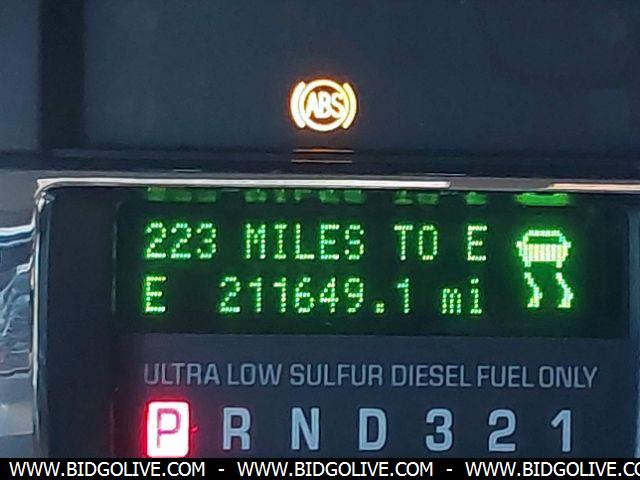 ABS
223 MILES TO E
E 211649.1 mi
ULTRA LOW SULFUR DIESEL FUEL ONLY
P R N D 3 2 1
WWW.BIDGOLIVE.COM - WWW.BIDGOLIVE.COM - WWW.BIDGOLIVE.COM